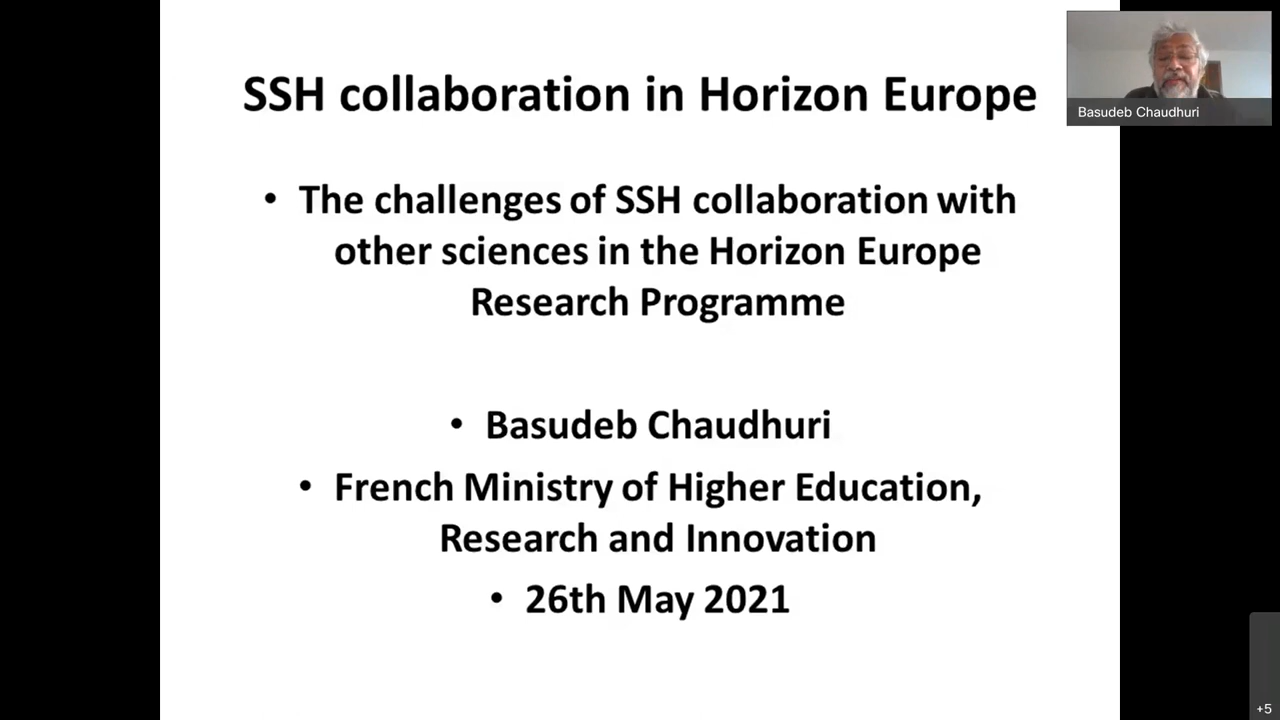 SSH collaboration in Horizon Europe
Basudeb Chaudhuri
• The challenges of SSH collaboration with
other sciences in the Horizon Europe
Research Programme
• Basudeb Chaudhuri
• French Ministry of Higher Education,
Research and Innovation
• 26th May 2021
+5